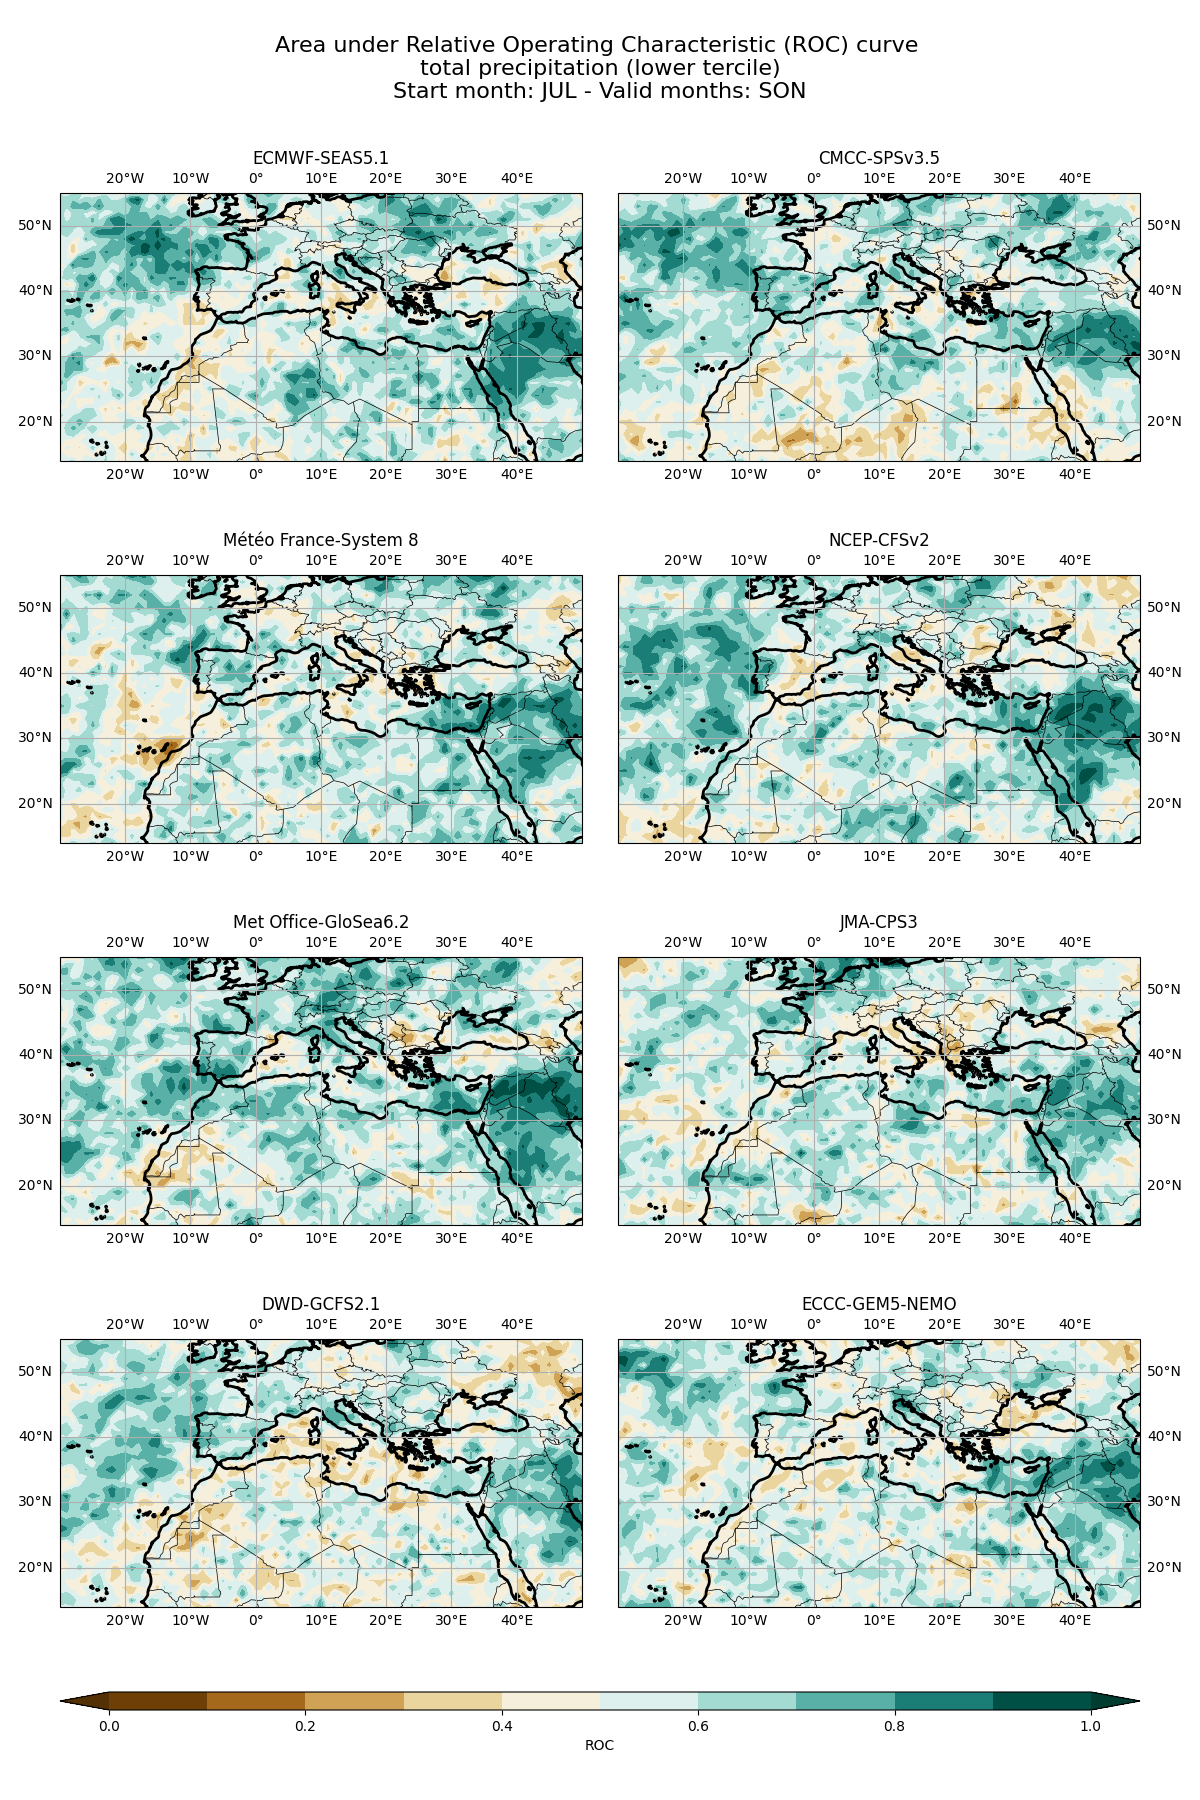 Area under Relative Operating Characteristic (ROC) curve
total precipitation (lower tercile)
Start month: JUL - Valid months: SON
ECMWF-SEAS5.1
20°W 10°W 0° 10°E 20°E 30°E 40°E
50°N
40°N
30°N
20°N
20°W 10°W 0° 10°E 20°E 30°E 40°E
CMCC-SPSv3.5
20°W 10°W 0° 10°E 20°E 30°E 40°E
50°N
40°N
30°N
20°N
20°W 10°W 0° 10°E 20°E 30°E 40°E
Météo France-System 8
20°W 10°W 0° 10°E 20°E 30°E 40°E
50°N
40°N
30°N
20°N
20°W 10°W 0° 10°E 20°E 30°E 40°E
NCEP-CFSv2
20°W 10°W 0° 10°E 20°E 30°E 40°E
50°N
40°N
30°N
20°N
20°W 10°W 0° 10°E 20°E 30°E 40°E
Met Office-GloSea6.2
20°W 10°W 0° 10°E 20°E 30°E 40°E
50°N
40°N
30°N
20°N
20°W 10°W 0° 10°E 20°E 30°E 40°E
JMA-CPS3
20°W 10°W 0° 10°E 20°E 30°E 40°E
50°N
40°N
30°N
20°N
20°W 10°W 0° 10°E 20°E 30°E 40°E
DWD-GCFS2.1
20°W 10°W 0° 10°E 20°E 30°E 40°E
50°N
40°N
30°N
20°N
20°W 10°W 0° 10°E 20°E 30°E 40°E
ECCC-GEM5-NEMO
20°W 10°W 0° 10°E 20°E 30°E 40°E
50°N
40°N
30°N
20°N
20°W 10°W 0° 10°E 20°E 30°E 40°E
0.0 0.2 0.4 0.6 0.8 1.0
ROC